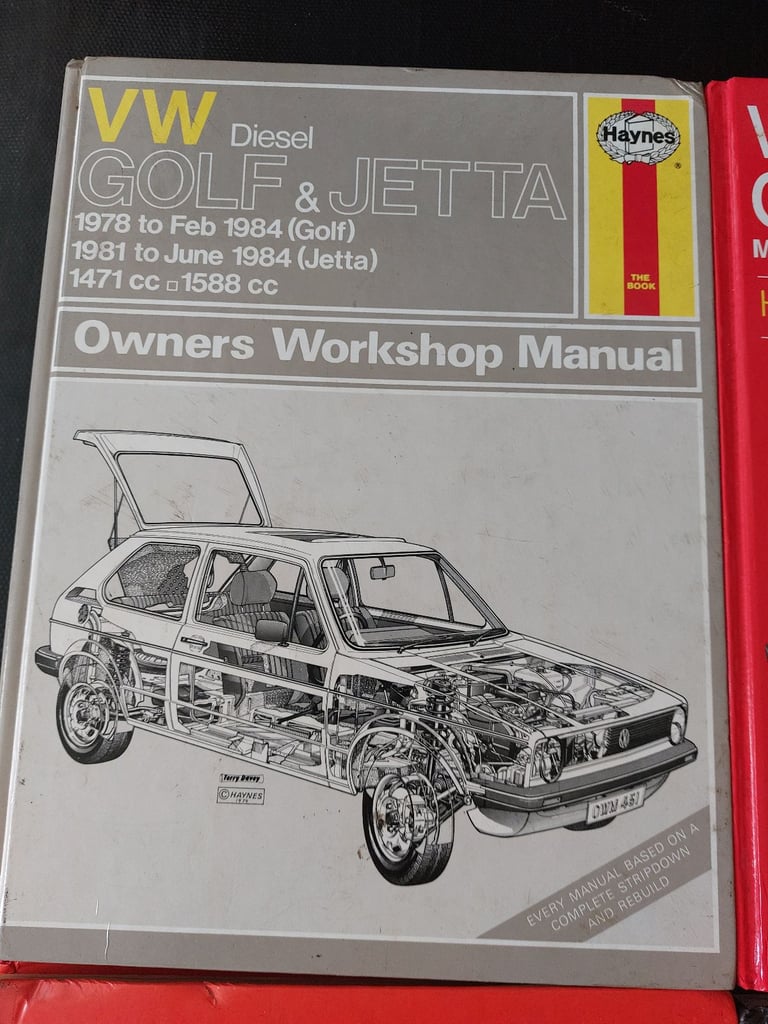 VW Diesel
GOLF & JETTA
1978 to Feb 1984 (Golf)
1981 to June 1984 (Jetta)
1471 cc □ 1588 cc
Haynes
®
THE
BOOK
Owners Workshop Manual
Terry Davey
© HAYNES
1979
OWM 451
EVERY MANUAL BASED ON A
COMPLETE STRIPDOWN
AND REBUILD